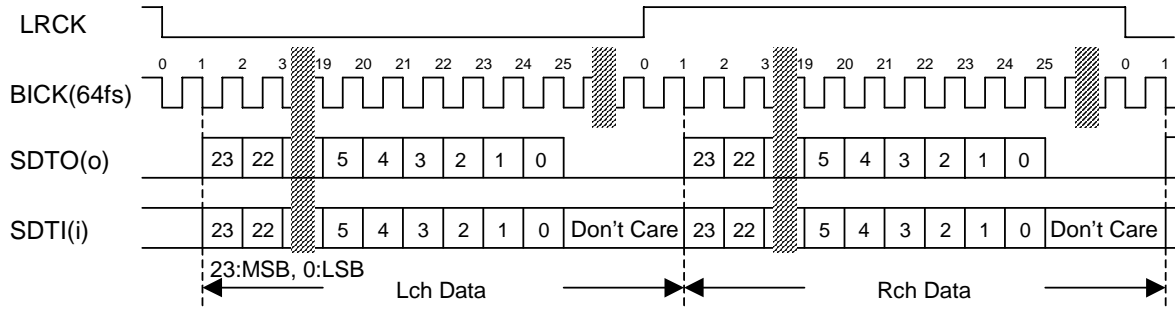 LRCK
0 1 2 3 19 20 21 22 23 24 25 0 1 2 3 19 20 21 22 23 24 25 0 1
BICK(64fs)
SDTO(o) 23 22 5 4 3 2 1 0 23 22 5 4 3 2 1 0
SDTI(i) 23 22 5 4 3 2 1 0 Don't Care 23 22 5 4 3 2 1 0 Don't Care
23:MSB, 0:LSB
Lch Data Rch Data